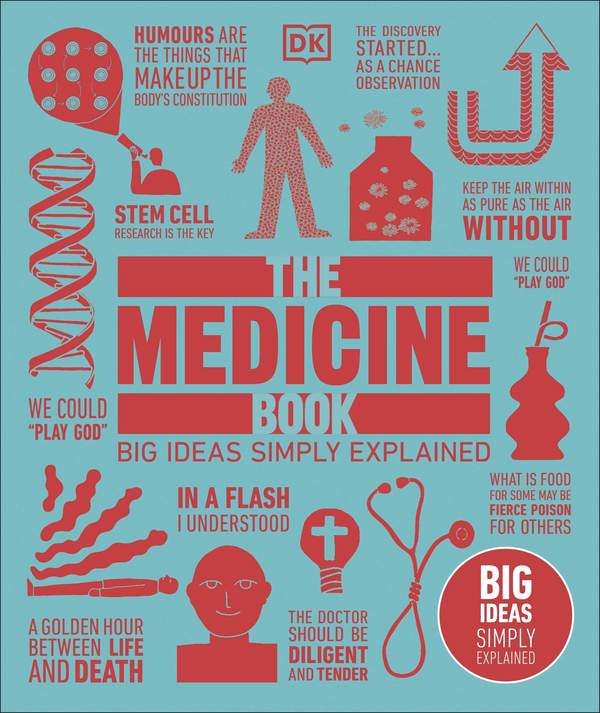 HUMOURS ARE
THE THINGS THAT
MAKE UP THE
BODY'S CONSTITUTION
DK
THE DISCOVERY
STARTED...
AS A CHANCE
OBSERVATION
STEM CELL
RESEARCH IS THE KEY
KEEP THE AIR WITHIN
AS PURE AS THE AIR
WITHOUT
WE COULD
"PLAY GOD"
THE
MEDICINE
BOOK
BIG IDEAS SIMPLY EXPLAINED
WE COULD
"PLAY GOD"
IN A FLASH
I UNDERSTOOD
WHAT IS FOOD
FOR SOME MAY BE
FIERCE POISON
FOR OTHERS
A GOLDEN HOUR
BETWEEN LIFE
AND DEATH
THE DOCTOR
SHOULD BE
DILIGENT
AND TENDER
BIG
IDEAS
SIMPLY
EXPLAINED